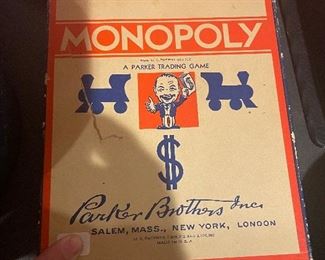 MONOPOLY
A PARKER TRADING GAME
$
Parker Brothers Inc.
SALEM, MASS., NEW YORK, LONDON
MADE IN U.S.A.